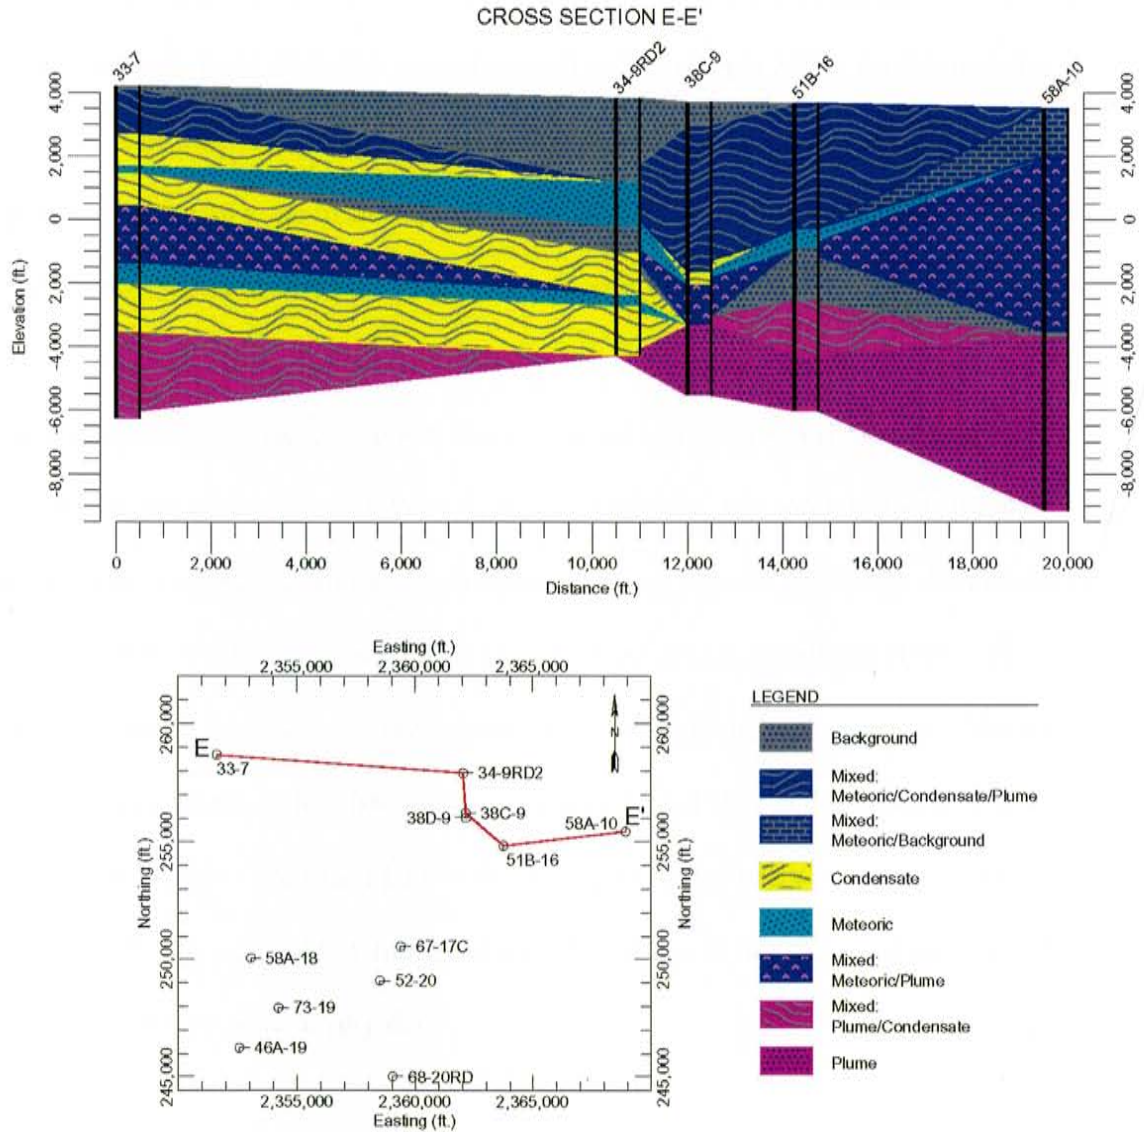 CROSS SECTION E-E'
33-7
34-9RD2
38C-9
51B-16
58A-10
4,000
2,000
0
2,000
-4,000
-6,000
-8,000
Elevation (ft.)
4,000
2,000
0
2,000
-4,000
-6,000
-8,000
Elevation (ft.)
0 2,000 4,000 6,000 8,000 10,000 12,000 14,000 16,000 18,000 20,000
Distance (ft.)
Easting (ft.)
2,355,000 2,360,000 2,365,000
260,000
255,000
250,000
245,000
Northing (ft.)
260,000
255,000
250,000
245,000
Northing (ft.)
N
E
33-7
34-9RD2
38D-9
38C-9
58A-10
E'
51B-16
67-17C
58A-18
52-20
73-19
46A-19
68-20RD
2,355,000 2,360,000 2,365,000
Easting (ft.)
LEGEND
Background
Mixed:
Meteoric/Condensate/Plume
Mixed:
Meteoric/Background
Condensate
Meteoric
Mixed:
Meteoric/Plume
Mixed:
Plume/Condensate
Plume